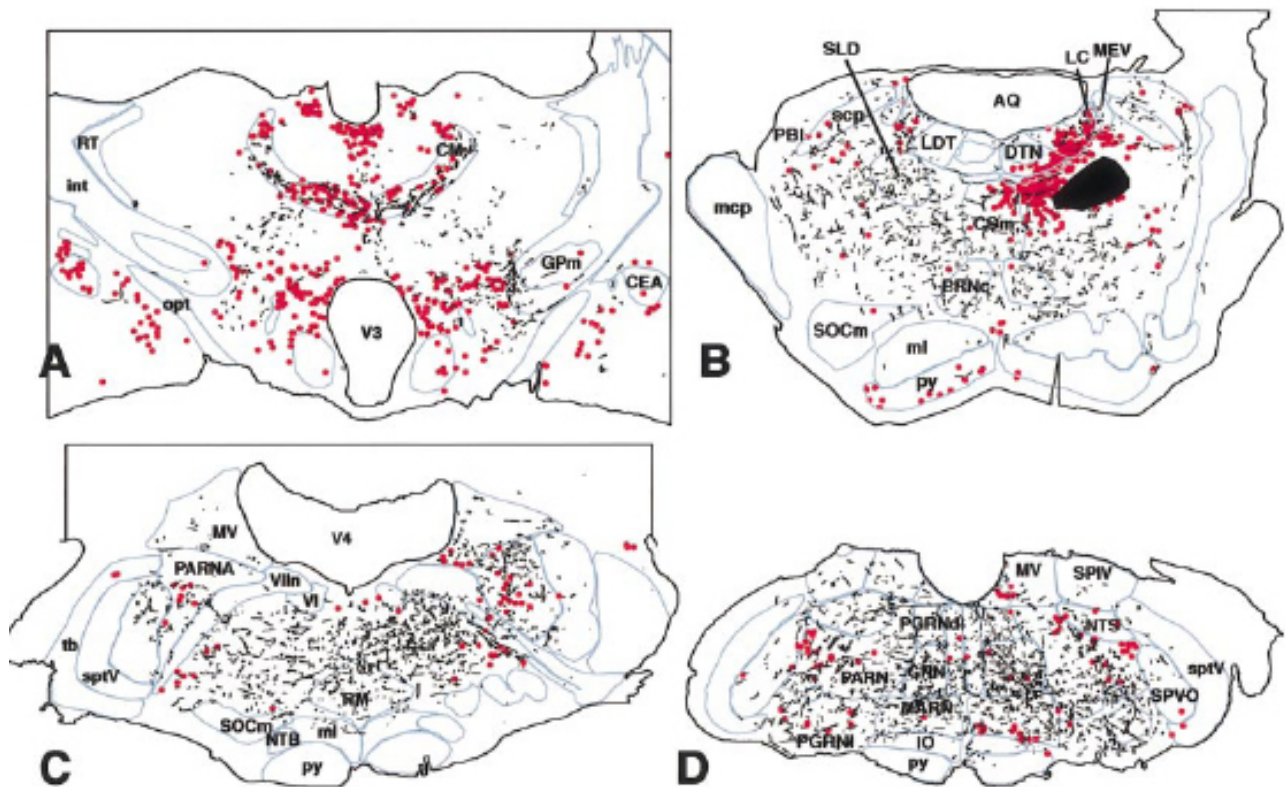 RT
int
opt
CM
GPm
CEA
V3
A
SLD
LC
MEV
AQ
scp
PBl
LDT
DTN
mcp
CSm
PRNc
SOCm
ml
py
B
MV
V4
PARNA
VIIn
VI
tb
sptV
RM
SOCm
NTB
ml
py
C
MV
SPIV
PGRNd
NTS
GRN
PARN
sptV
MARN
SPVO
PGRNl
IO
py
D